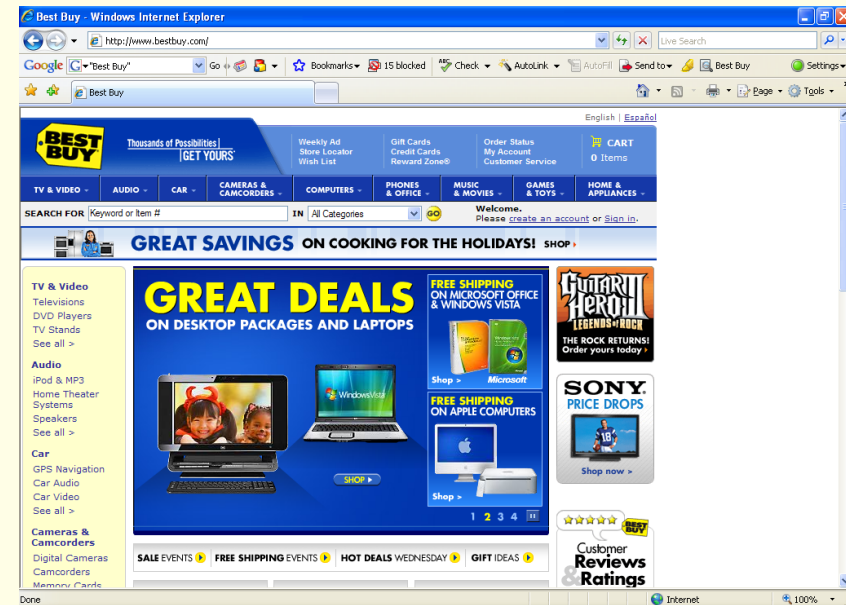 Best Buy - Windows Internet Explorer
http://www.bestbuy.com/
Live Search
Google G "Best Buy" Go Bookmarks 15 blocked ABC Check AutoLink AutoFill Send to Best Buy Settings
Best Buy Page Tools
English | Español
BEST BUY
Thousands of Possibilities
GET YOURS
Weekly Ad
Store Locator
Wish List
Gift Cards
Credit Cards
Reward Zone®
Order Status
My Account
Customer Service
CART
0 Items
TV & VIDEO AUDIO CAR CAMERAS & CAMCORDERS COMPUTERS PHONES & OFFICE MUSIC & MOVIES GAMES & TOYS HOME & APPLIANCES
SEARCH FOR Keyword or Item # IN All Categories GO
Welcome.
Please create an account or Sign in.
GREAT SAVINGS ON COOKING FOR THE HOLIDAYS! SHOP
TV & Video
Televisions
DVD Players
TV Stands
See all >
Audio
iPod & MP3
Home Theater
Systems
Speakers
See all >
Car
GPS Navigation
Car Audio
Car Video
See all >
Cameras &
Camcorders
Digital Cameras
Camcorders
Memory Cards
GREAT DEALS
ON DESKTOP PACKAGES AND LAPTOPS
WindowsVista
SHOP
FREE SHIPPING
ON MICROSOFT OFFICE
& WINDOWS VISTA
Shop > Microsoft
FREE SHIPPING
ON APPLE COMPUTERS
Shop >
1 2 3 4
GUITAR
HERO III
LEGENDS of ROCK
THE ROCK RETURNS!
Order yours today
SONY.
PRICE DROPS
18
Shop now >
BEST BUY
Customer
Reviews
& Ratings
SALE EVENTS FREE SHIPPING EVENTS HOT DEALS WEDNESDAY GIFT IDEAS
Done Internet 100%